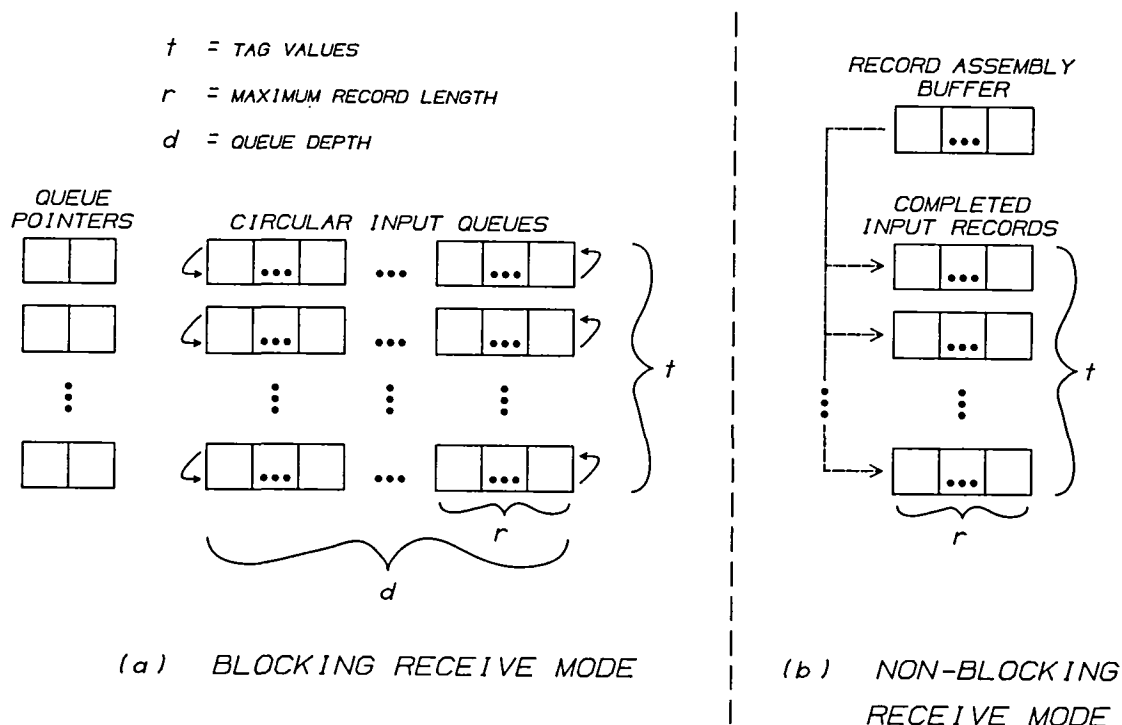 t = TAG VALUES
r = MAXIMUM RECORD LENGTH
d = QUEUE DEPTH
QUEUE
POINTERS
CIRCULAR INPUT QUEUES
t
r
d
(a) BLOCKING RECEIVE MODE
RECORD ASSEMBLY
BUFFER
COMPLETED
INPUT RECORDS
t
r
(b) NON-BLOCKING
RECEIVE MODE